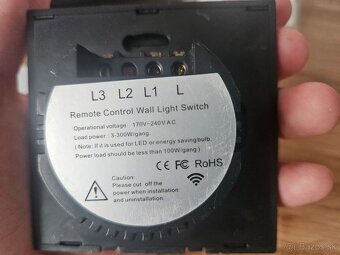 L3 L2 L1 L
Remote Control Wall Light Switch
Operational voltage : 170V~240V A.C
Load power : 3-300W/gang
( Note: if it is used for LED or energy saving/bulb.
Power load should be less than 100W/gang )
CE FC RoHS
Caution:
Please cut off the
power when installation
and uninstallation.